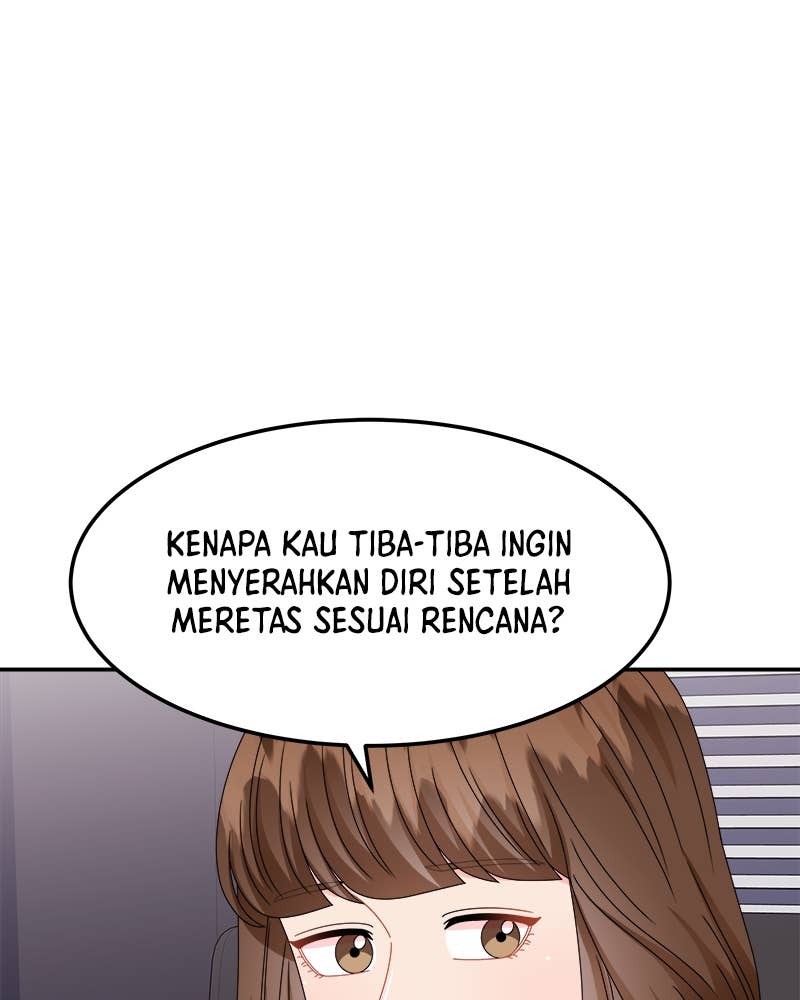 KENAPA KAU TIBA-TIBA INGIN
MENYERAHKAN DIRI SETELAH
MERETAS SESUAI RENCANA?